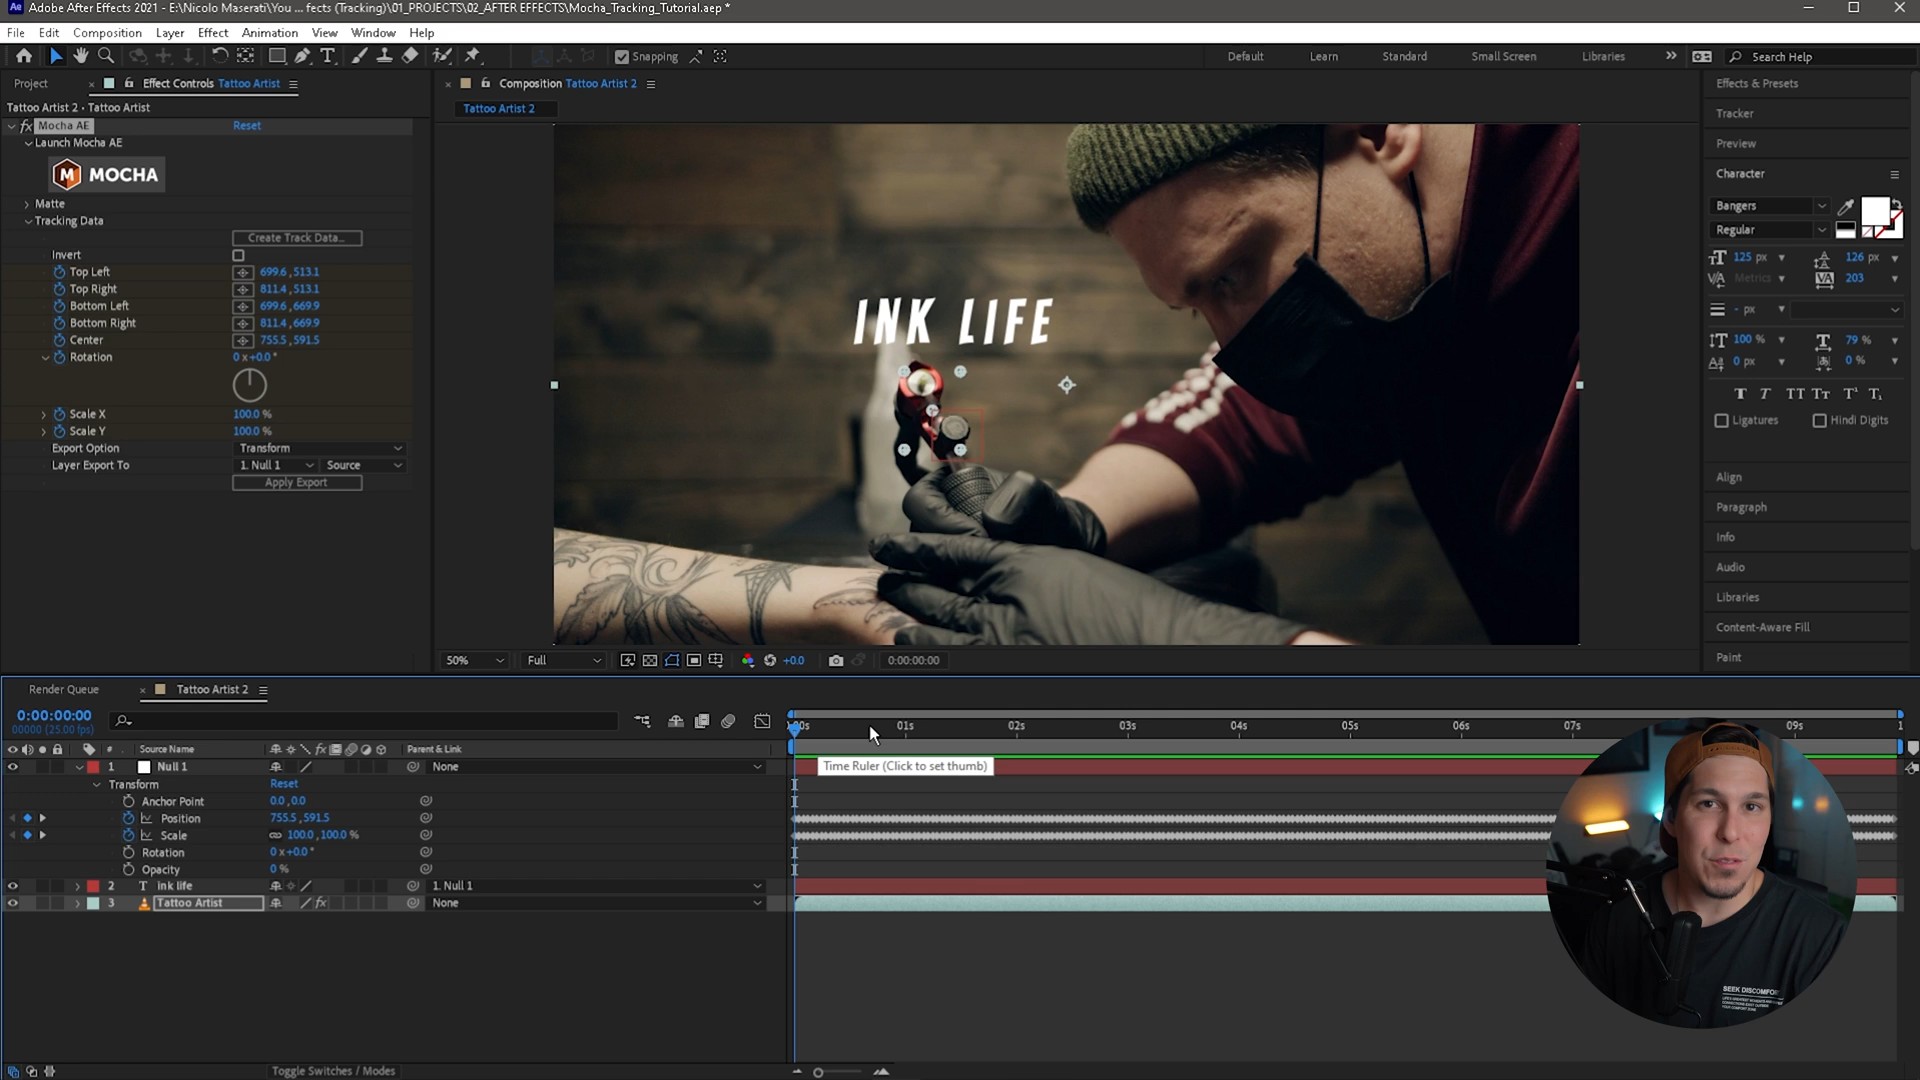 Adobe After Effects 2021 - E:\Nicolo Maserati\You ... fects (Tracking)\01_PROJECTS\02_AFTER EFFECTS\Mocha_Tracking_Tutorial.aep *
File Edit Composition Layer Effect Animation View Window Help
Snapping
Default Learn Standard Small Screen Libraries
Search Help
Project
Effect Controls Tattoo Artist
Tattoo Artist 2 • Tattoo Artist
fx Mocha AE Reset
Launch Mocha AE
M MOCHA
Matte
Tracking Data
Create Track Data...
Invert
Top Left 699.6, 513.1
Top Right 811.4, 513.1
Bottom Left 699.6, 669.9
Bottom Right 811.4, 669.9
Center 755.5, 591.5
Rotation 0 x+0.0 °
Scale X 100.0 %
Scale Y 100.0 %
Export Option Transform
Layer Export To 1. Null 1 Source
Apply Export
Composition Tattoo Artist 2
Tattoo Artist 2
INK LIFE
50% Full +0.0 0:00:00:00
Effects & Presets
Tracker
Preview
Character
Bangers
Regular
125 px 126 px
Metrics 203
- px
100 % 79 %
0 px 0 %
Ligatures Hindi Digits
Align
Paragraph
Info
Audio
Libraries
Content-Aware Fill
Paint
Render Queue
Tattoo Artist 2
0:00:00:00
00000 (25.00 fps)
00s 01s 02s 03s 04s 05s 06s 07s 09s 1
# Source Name Parent & Link
1 Null 1 None
Time Ruler (Click to set thumb)
Transform Reset
Anchor Point 0.0, 0.0
Position 755.5, 591.5
Scale 100.0, 100.0 %
Rotation 0 x+0.0 °
Opacity 0 %
2 T ink life 1. Null 1
3 Tattoo Artist None
SEEK DISCOMFOR
Toggle Switches / Modes